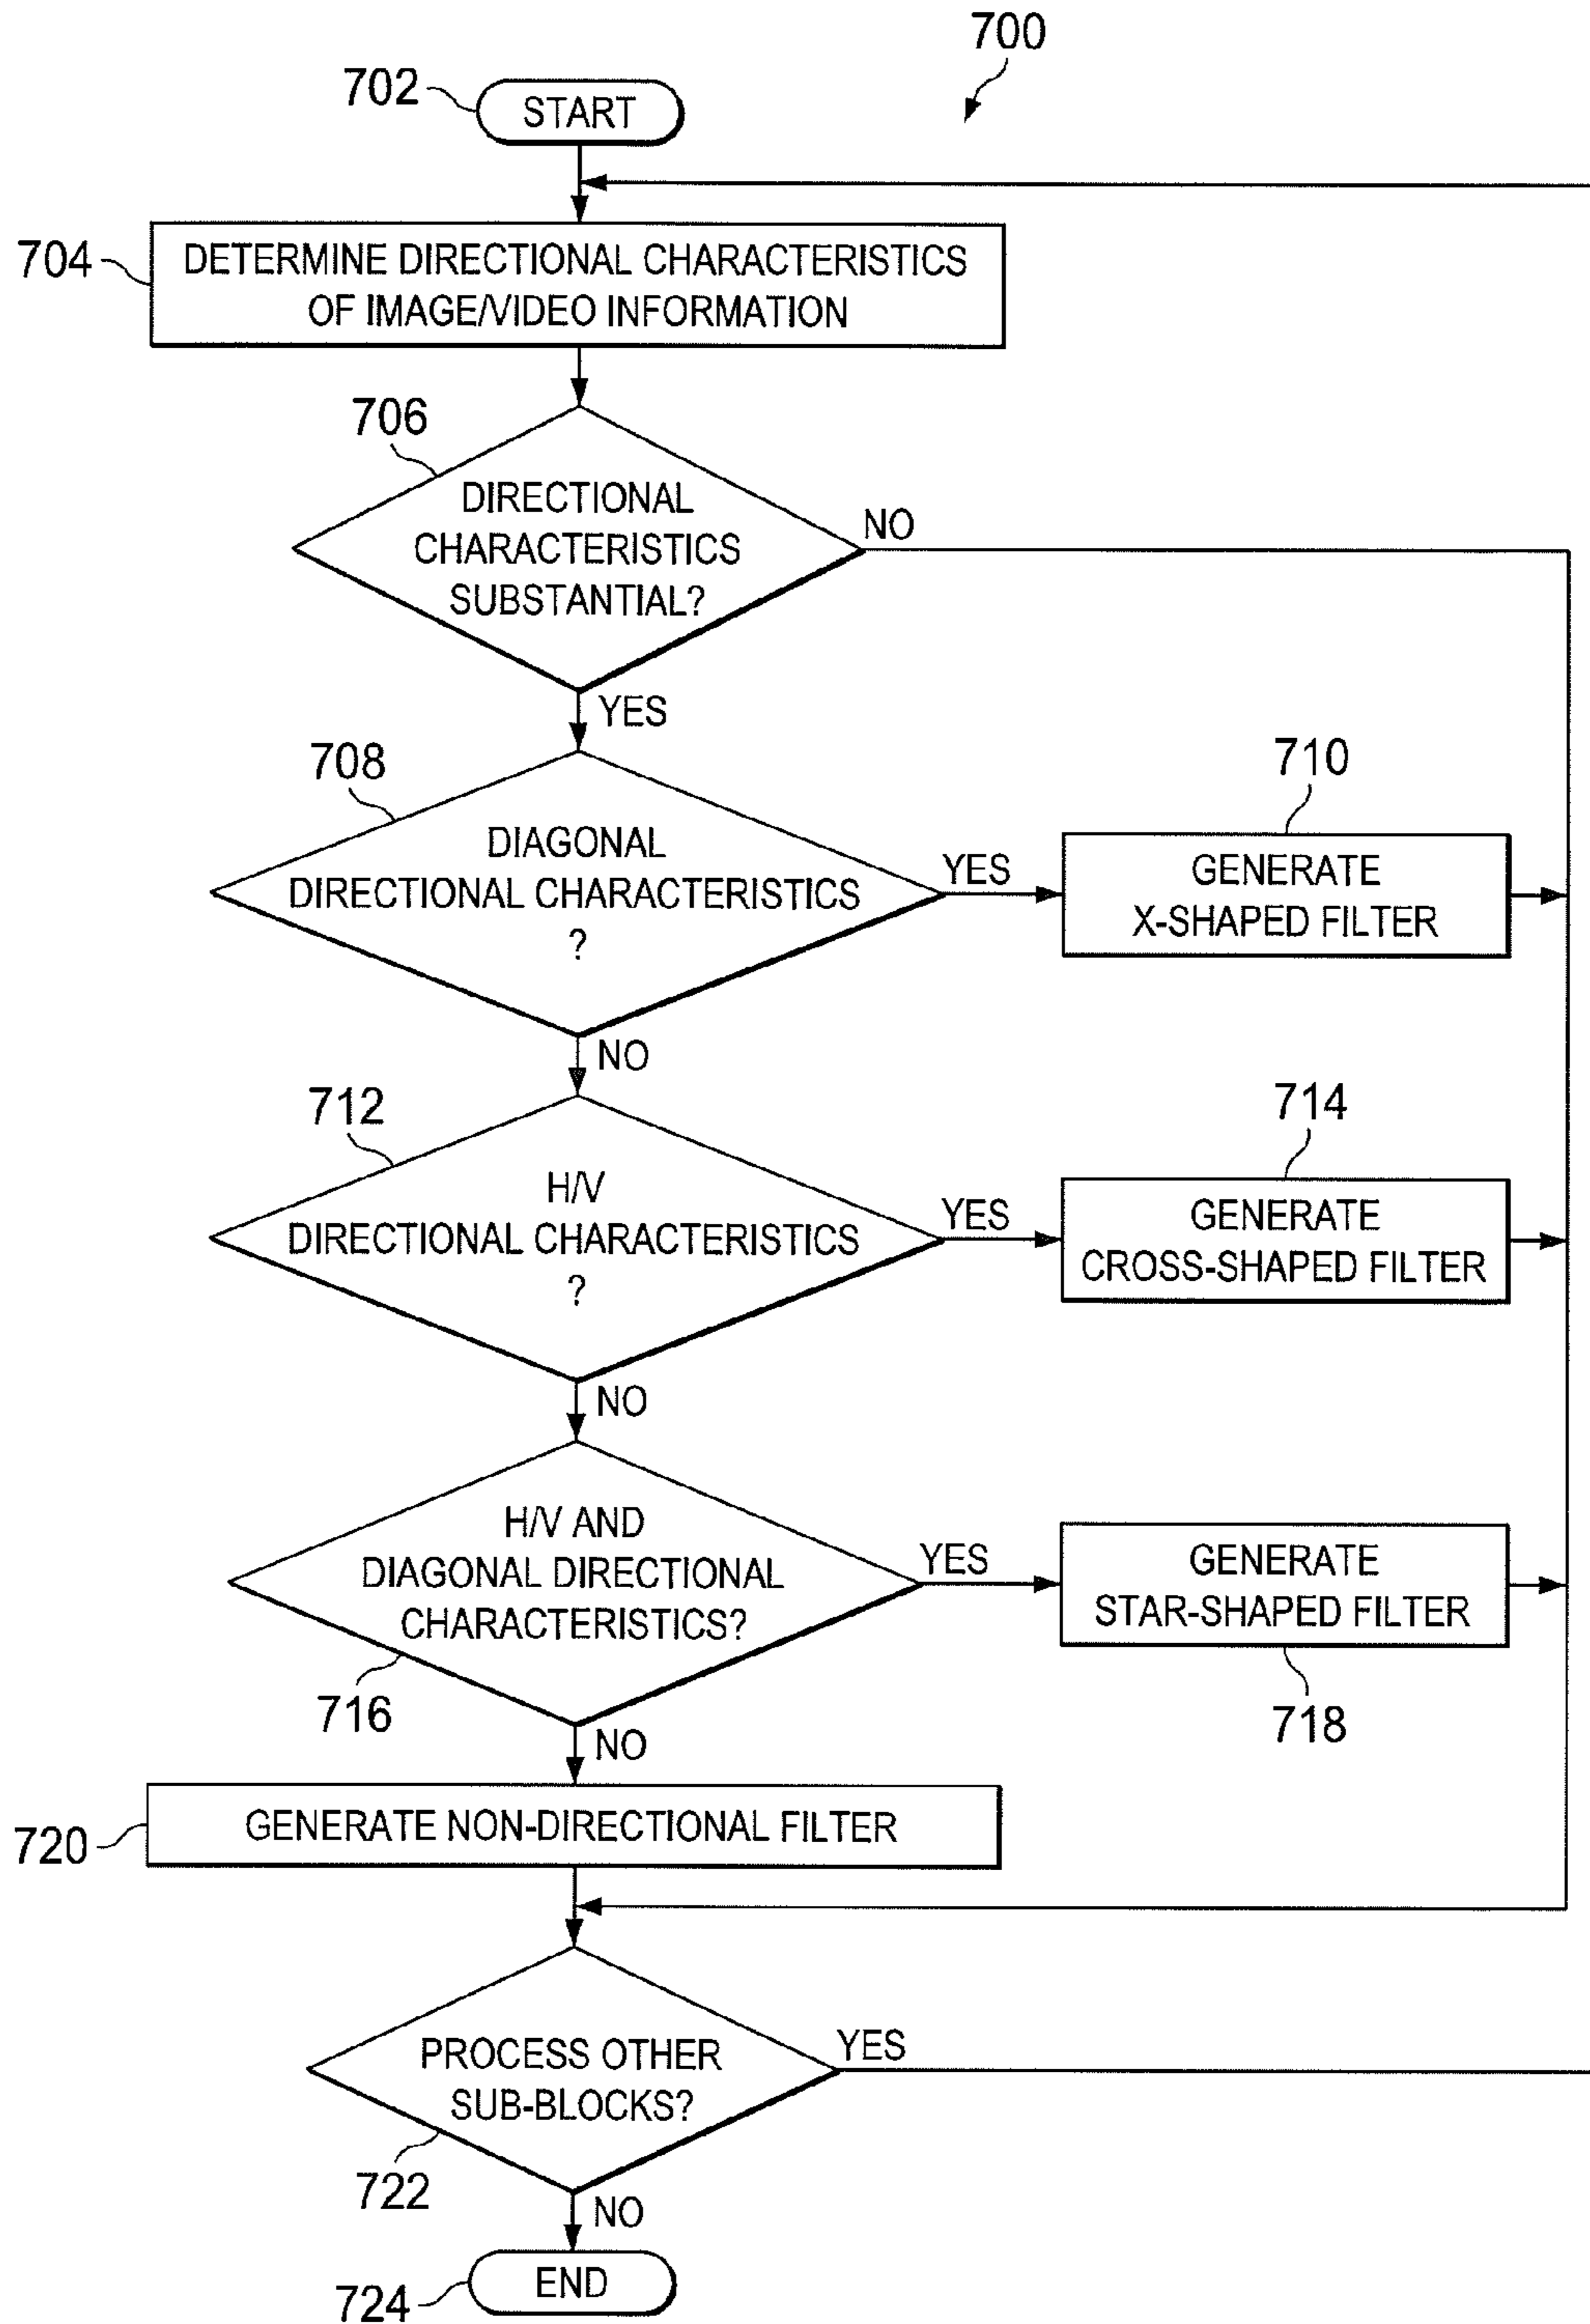 700
702
START
704
DETERMINE DIRECTIONAL CHARACTERISTICS
OF IMAGE/VIDEO INFORMATION
706
DIRECTIONAL
CHARACTERISTICS
SUBSTANTIAL?
NO
YES
708
DIAGONAL
DIRECTIONAL CHARACTERISTICS
?
YES
710
GENERATE
X-SHAPED FILTER
NO
712
H/V
DIRECTIONAL CHARACTERISTICS
?
YES
714
GENERATE
CROSS-SHAPED FILTER
NO
H/V AND
DIAGONAL DIRECTIONAL
CHARACTERISTICS?
716
YES
GENERATE
STAR-SHAPED FILTER
718
NO
720
GENERATE NON-DIRECTIONAL FILTER
PROCESS OTHER
SUB-BLOCKS?
722
YES
NO
724
END